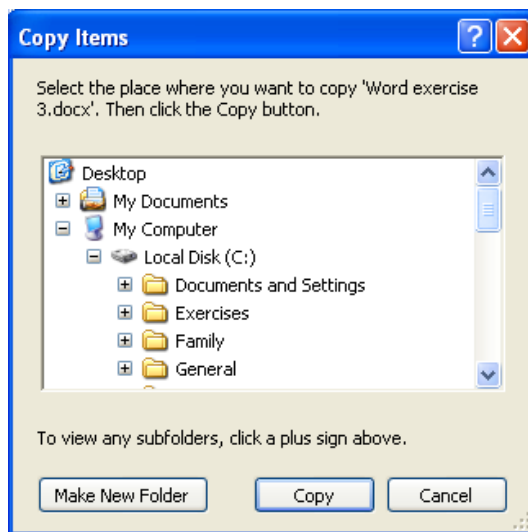 Copy Items
Select the place where you want to copy 'Word exercise
3.docx'. Then click the Copy button.
Desktop
My Documents
My Computer
Local Disk (C:)
Documents and Settings
Exercises
Family
General
To view any subfolders, click a plus sign above.
Make New Folder Copy Cancel